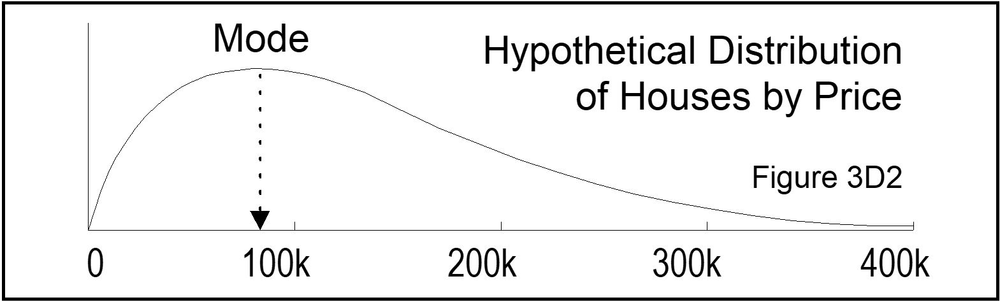 Mode
Hypothetical Distribution
of Houses by Price
Figure 3D2
0 100k 200k 300k 400k